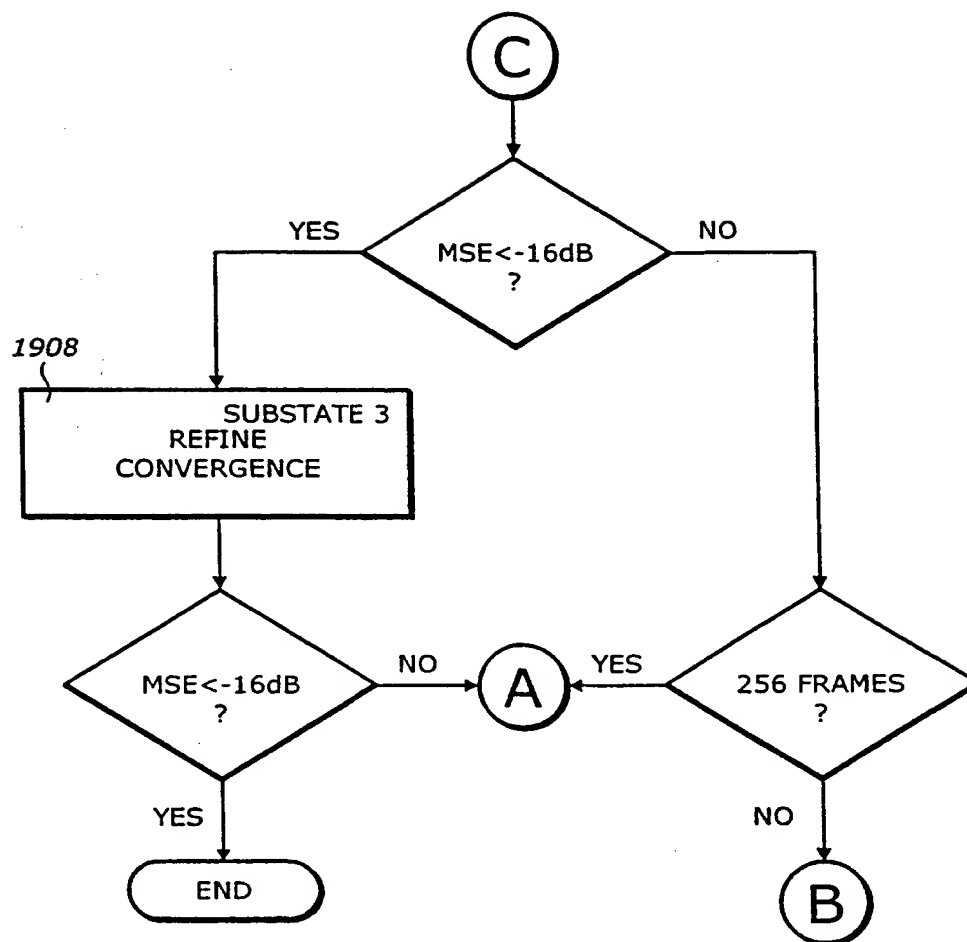 C
YES
NO
MSE<-16dB
?
1908
SUBSTATE 3
REFINE
CONVERGENCE
MSE<-16dB
?
NO
A
YES
256 FRAMES
?
YES
NO
END
B